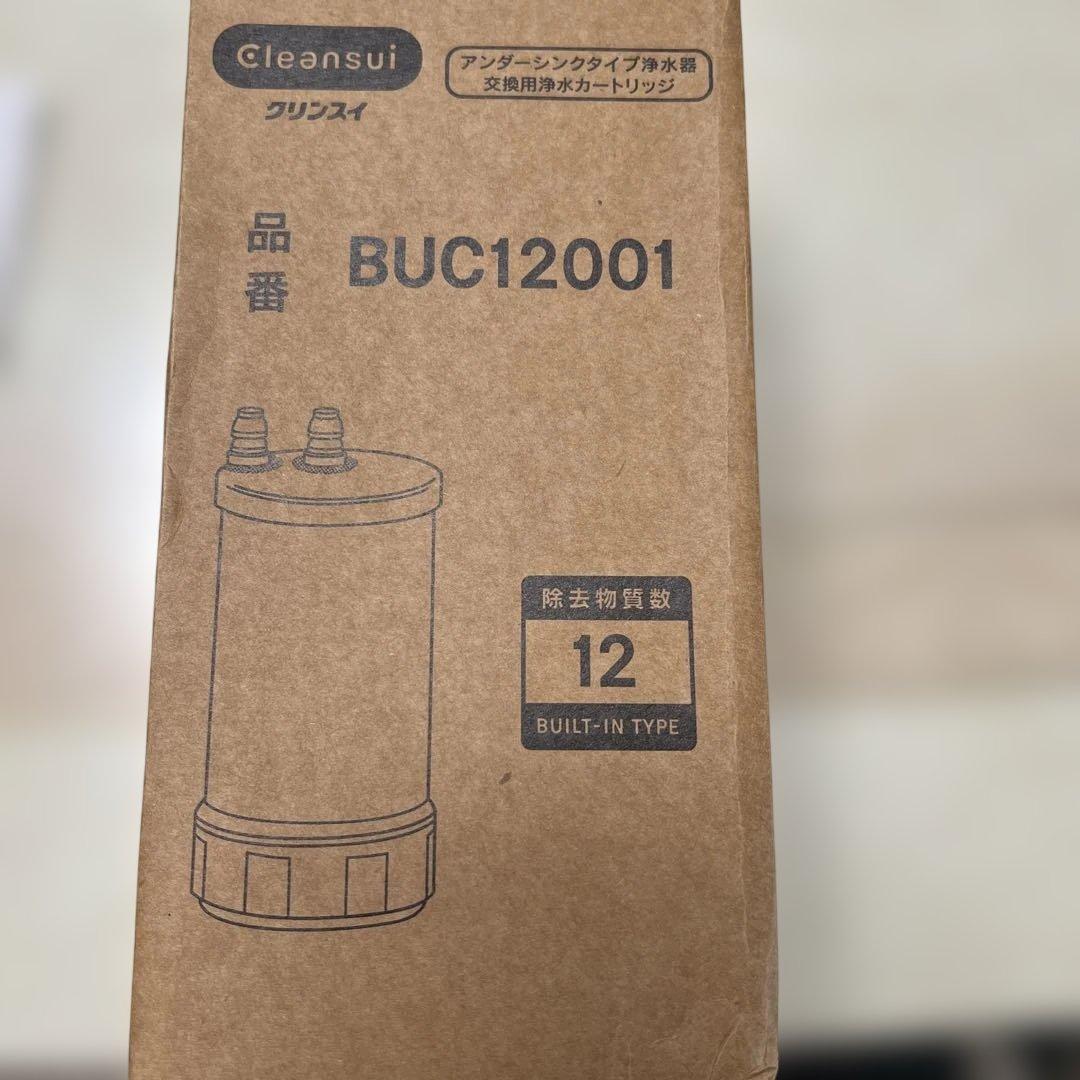 Cleansui
クリンスイ
アンダーシンクタイプ浄水器
交換用浄水カートリッジ
品番
BUC12001
除去物質数
12
BUILT-IN TYPE